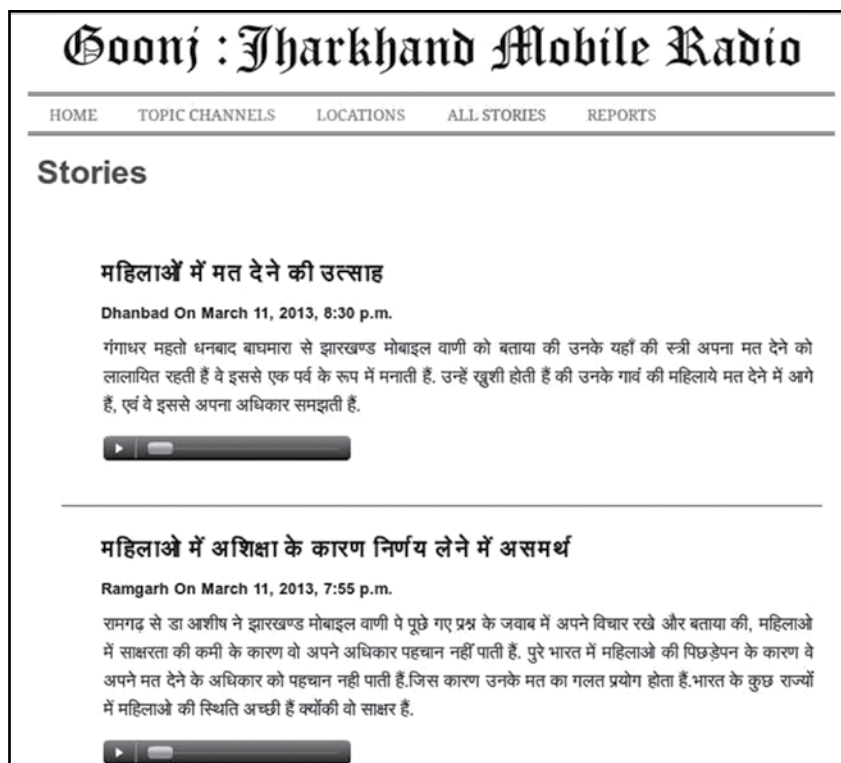 Goonj : Jharkhand Mobile Radio
HOME TOPIC CHANNELS LOCATIONS ALL STORIES REPORTS
Stories
महिलाओं में मत देने की उत्साह
Dhanbad On March 11, 2013, 8:30 p.m.
गंगाधर महतो धनबाद बाघमारा से झारखण्ड मोबाइल वाणी को बताया की उनके यहाँ की स्त्री अपना मत देने को
लालायित रहती हैं वे इससे एक पर्व के रूप में मनाती हैं. उन्हें ख़ुशी होती हैं की उनके गावं की महिलाये मत देने में आगे
हैं, एवं वे इससे अपना अधिकार समझती हैं.
महिलाओ में अशिक्षा के कारण निर्णय लेने में असमर्थ
Ramgarh On March 11, 2013, 7:55 p.m.
रामगढ़ से डा आशीष ने झारखण्ड मोबाइल वाणी पे पूछे गए प्रश्न के जवाब में अपने विचार रखे और बताया की, महिलाओ
में साक्षरता की कमी के कारण वो अपने अधिकार पहचान नहीं पाती हैं. पुरे भारत में महिलाओ की पिछड़ेपन के कारण वे
अपने मत देने के अधिकार को पहचान नही पाती हैं.जिस कारण उनके मत का गलत प्रयोग होता हैं.भारत के कुछ राज्यों
में महिलाओ की स्थिति अच्छी हैं क्योंकी वो साक्षर हैं.